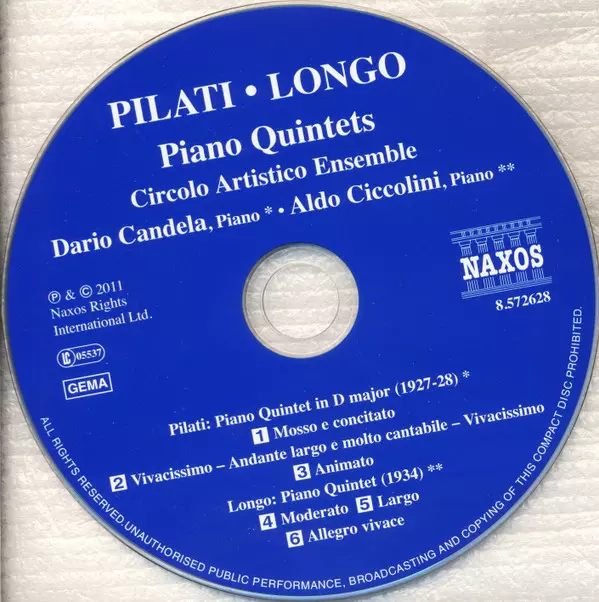 PILATI • LONGO
Piano Quintets
Circolo Artistico Ensemble
Dario Candela, Piano * • Aldo Ciccolini, Piano **
℗ & © 2011
Naxos Rights
International Ltd.
LC 05537
GEMA
NAXOS
8.572628
Pilati: Piano Quintet in D major (1927-28) *
1 Mosso e concitato
2 Vivacissimo – Andante largo e molto cantabile – Vivacissimo
3 Animato
Longo: Piano Quintet (1934) **
4 Moderato 5 Largo
6 Allegro vivace
ALL RIGHTS RESERVED. UNAUTHORISED PUBLIC PERFORMANCE, BROADCASTING AND COPYING OF THIS COMPACT DISC PROHIBITED.